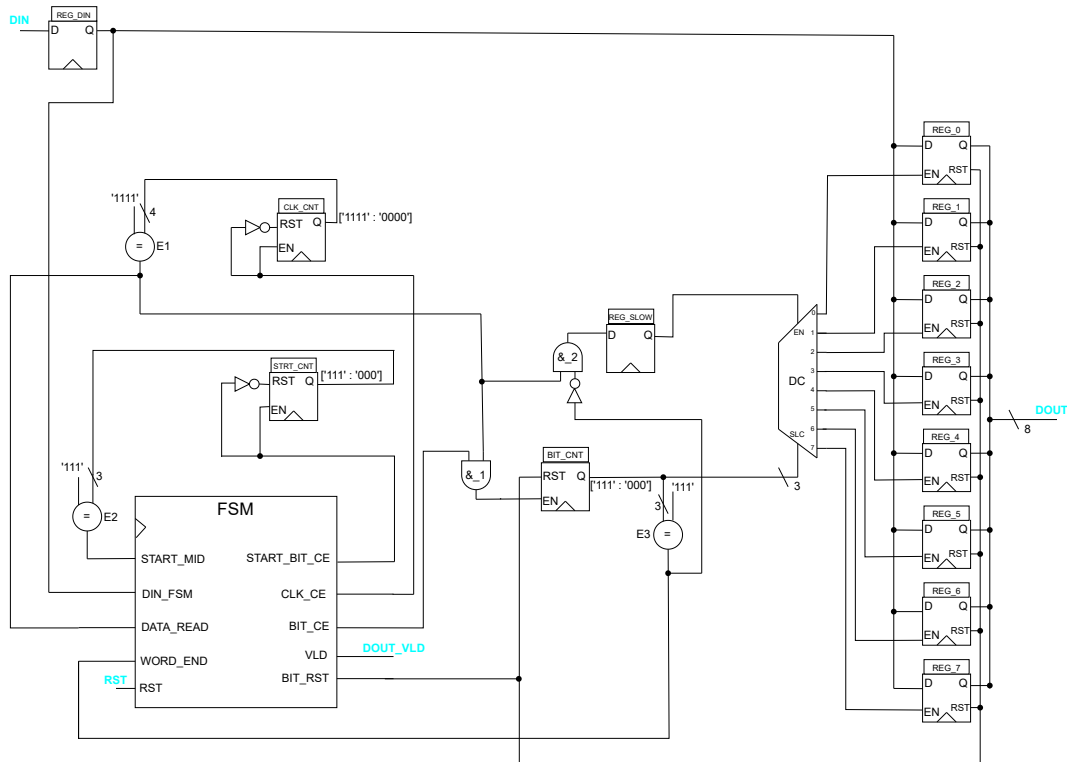 DIN
REG_DIN
D Q
REG_0
D Q
EN RST
'1111'
4
= E1
CLK_CNT
RST Q
EN
['1111' : '0000']
REG_1
D Q
EN RST
REG_2
D Q
EN RST
REG_SLOW
D Q
&_2
0
EN 1
2
3
DC
4
5
6
SLC
7
3
REG_3
D Q
EN RST
DOUT
8
STRT_CNT
RST Q
EN
['111' : '000']
REG_4
D Q
EN RST
'111'
3
= E2
&_1
BIT_CNT
RST Q
EN
['111' : '000']
3
'111'
E3 =
REG_5
D Q
EN RST
REG_6
D Q
EN RST
REG_7
D Q
EN RST
FSM
START_MID START_BIT_CE
DIN_FSM CLK_CE
DATA_READ BIT_CE
WORD_END VLD
DOUT_VLD
RST
RST BIT_RST